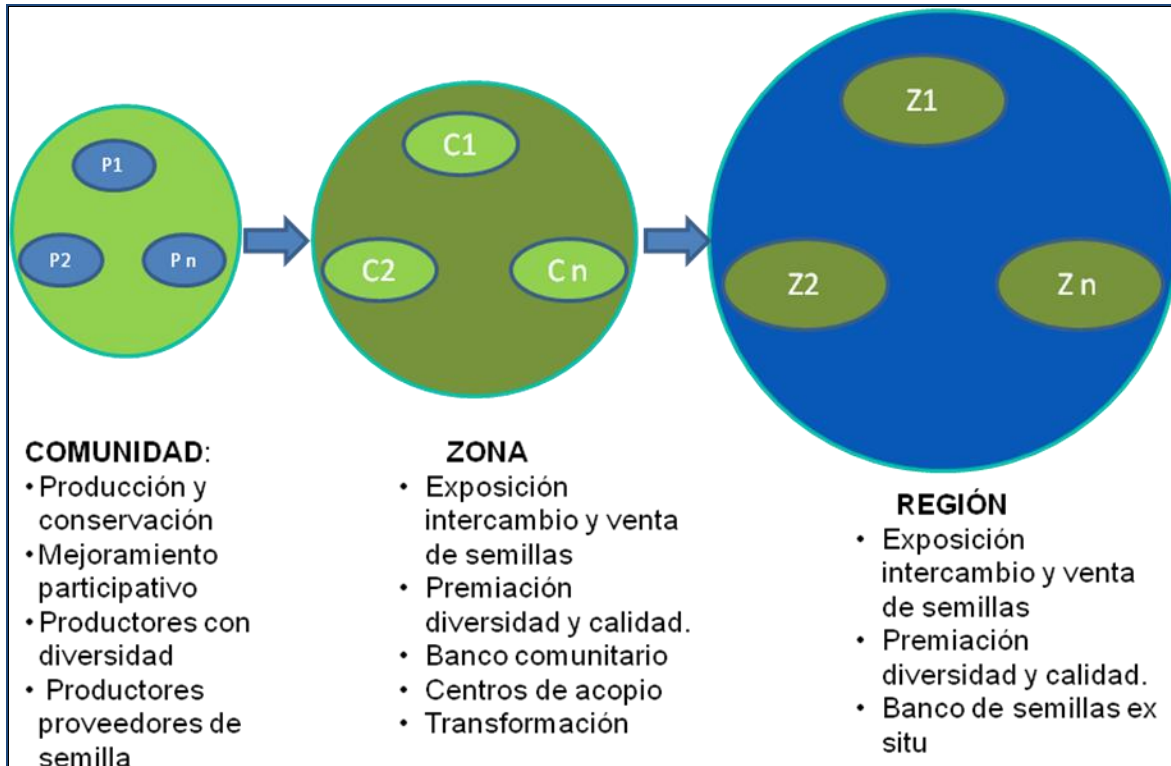 P1
P2
P n
C1
C2
C n
Z1
Z2
Z n
COMUNIDAD:
• Producción y
conservación
• Mejoramiento
participativo
• Productores con
diversidad
• Productores
proveedores de
semilla
ZONA
• Exposición
intercambio y venta
de semillas
• Premiación
diversidad y calidad.
• Banco comunitario
• Centros de acopio
• Transformación
REGIÓN
• Exposición
intercambio y venta
de semillas
• Premiación
diversidad y calidad.
• Banco de semillas ex
situ